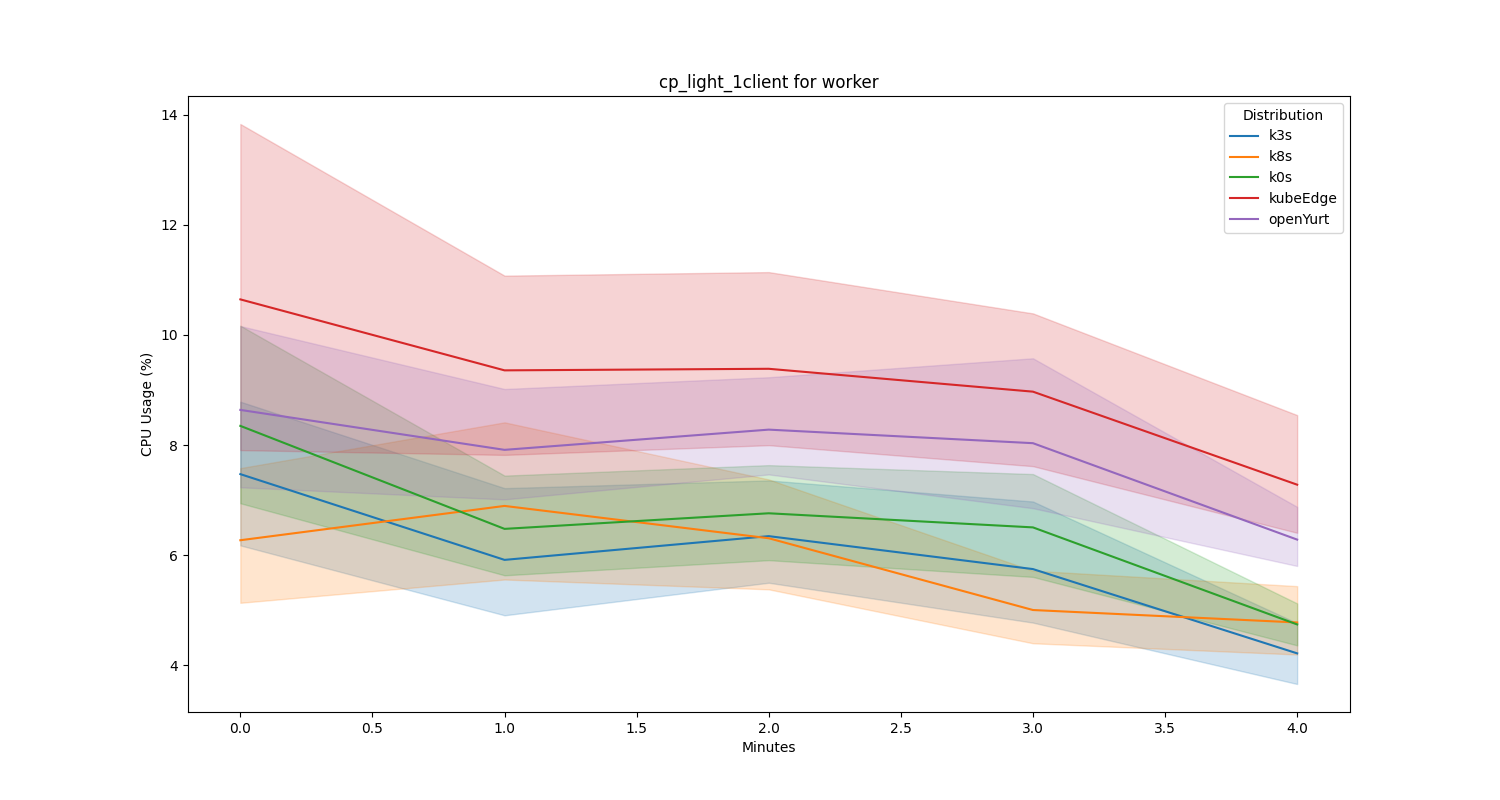 cp_light_1client for worker
CPU Usage (%)
14
12
10
8
6
4
0.0 0.5 1.0 1.5 2.0 2.5 3.0 3.5 4.0
Minutes
Distribution
k3s
k8s
k0s
kubeEdge
openYurt